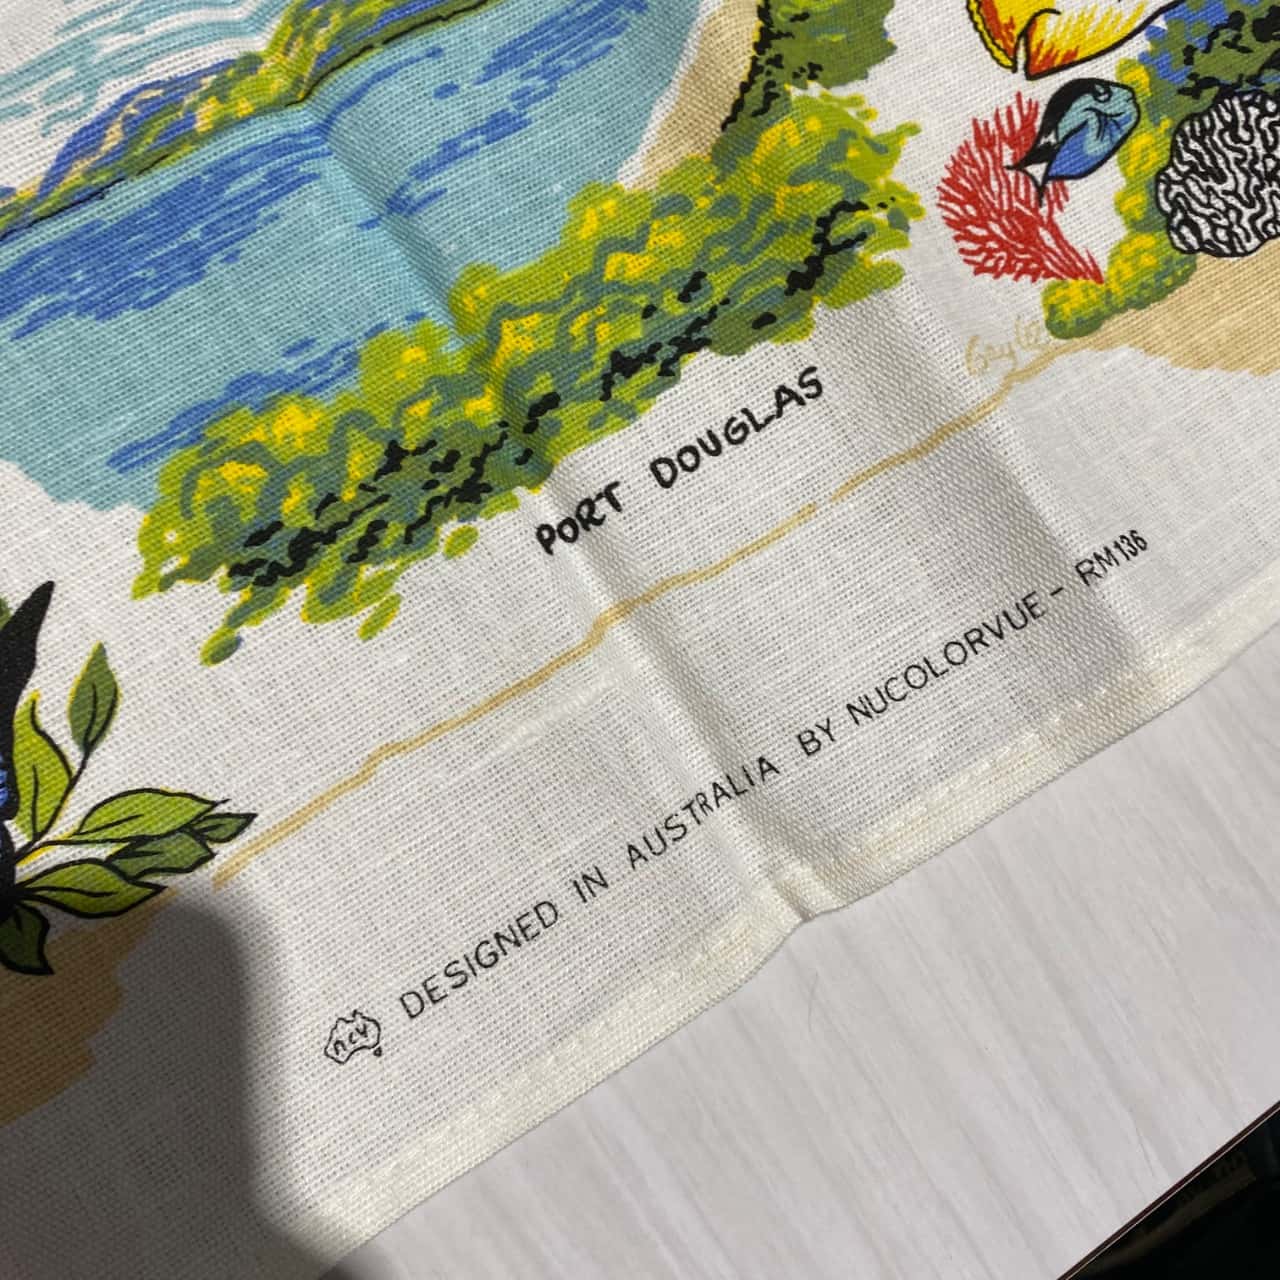 PORT DOUGLAS
DESIGNED IN AUSTRALIA BY NUCOLORVUE - RM136
ncv